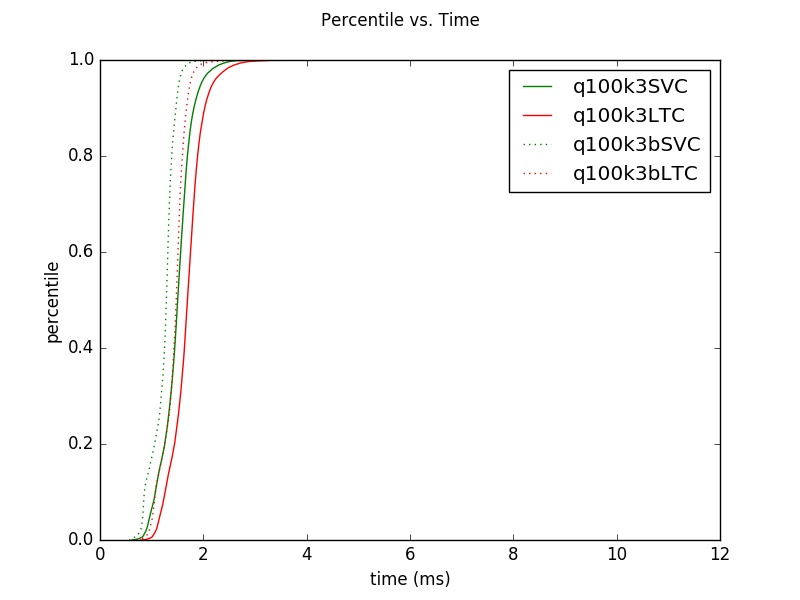 Percentile vs. Time
1.0
0.8
0.6
0.4
0.2
0.0
percentile
q100k3SVC
q100k3LTC
q100k3bSVC
q100k3bLTC
0 2 4 6 8 10 12
time (ms)